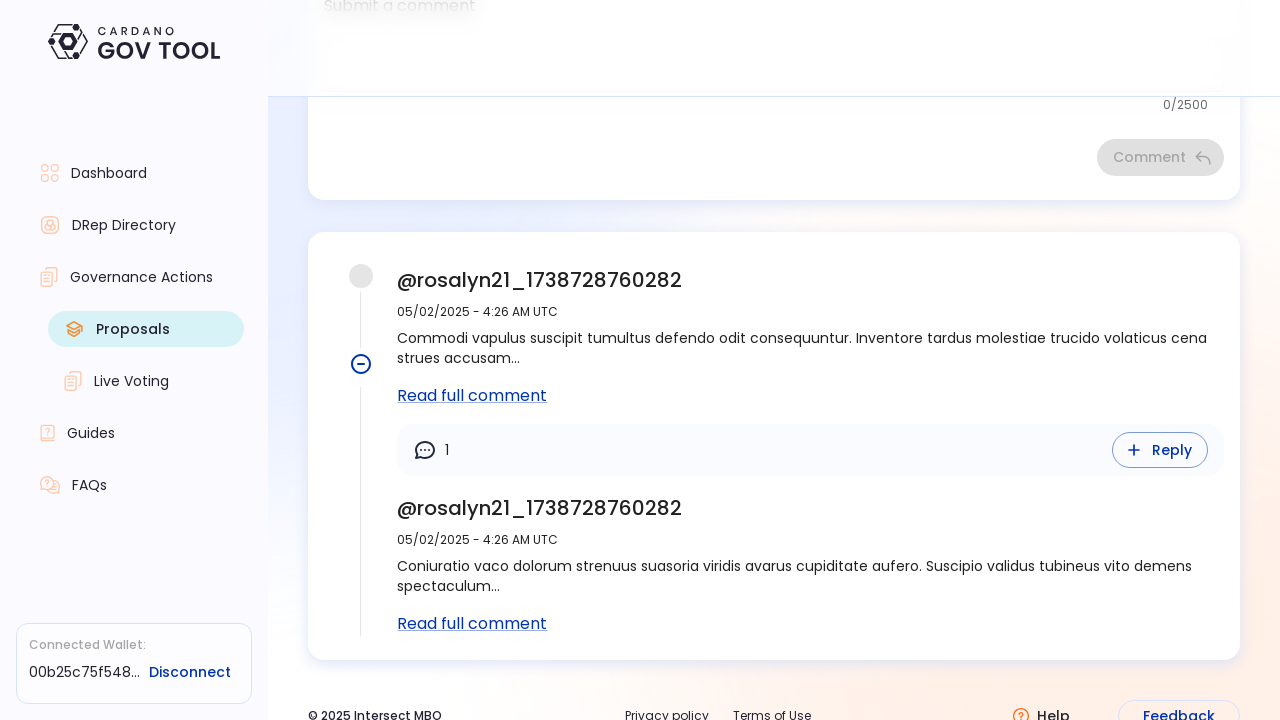 CARDANO
GOV TOOL
Dashboard
DRep Directory
Governance Actions
Proposals
Live Voting
Guides
FAQs
Connected Wallet:
00b25c75f548...
Disconnect
Submit a comment
0/2500
Comment
@rosalyn21_1738728760282
05/02/2025 - 4:26 AM UTC
Commodi vapulus suscipit tumultus defendo odit consequuntur. Inventore tardus molestiae trucido volaticus cena
strues accusam...
Read full comment
1
Reply
@rosalyn21_1738728760282
05/02/2025 - 4:26 AM UTC
Coniuratio vaco dolorum strenuus suasoria viridis avarus cupiditate aufero. Suscipio validus tubineus vito demens
spectaculum...
Read full comment
© 2025 Intersect MBO
Privacy policy
Terms of Use
Help
Feedback